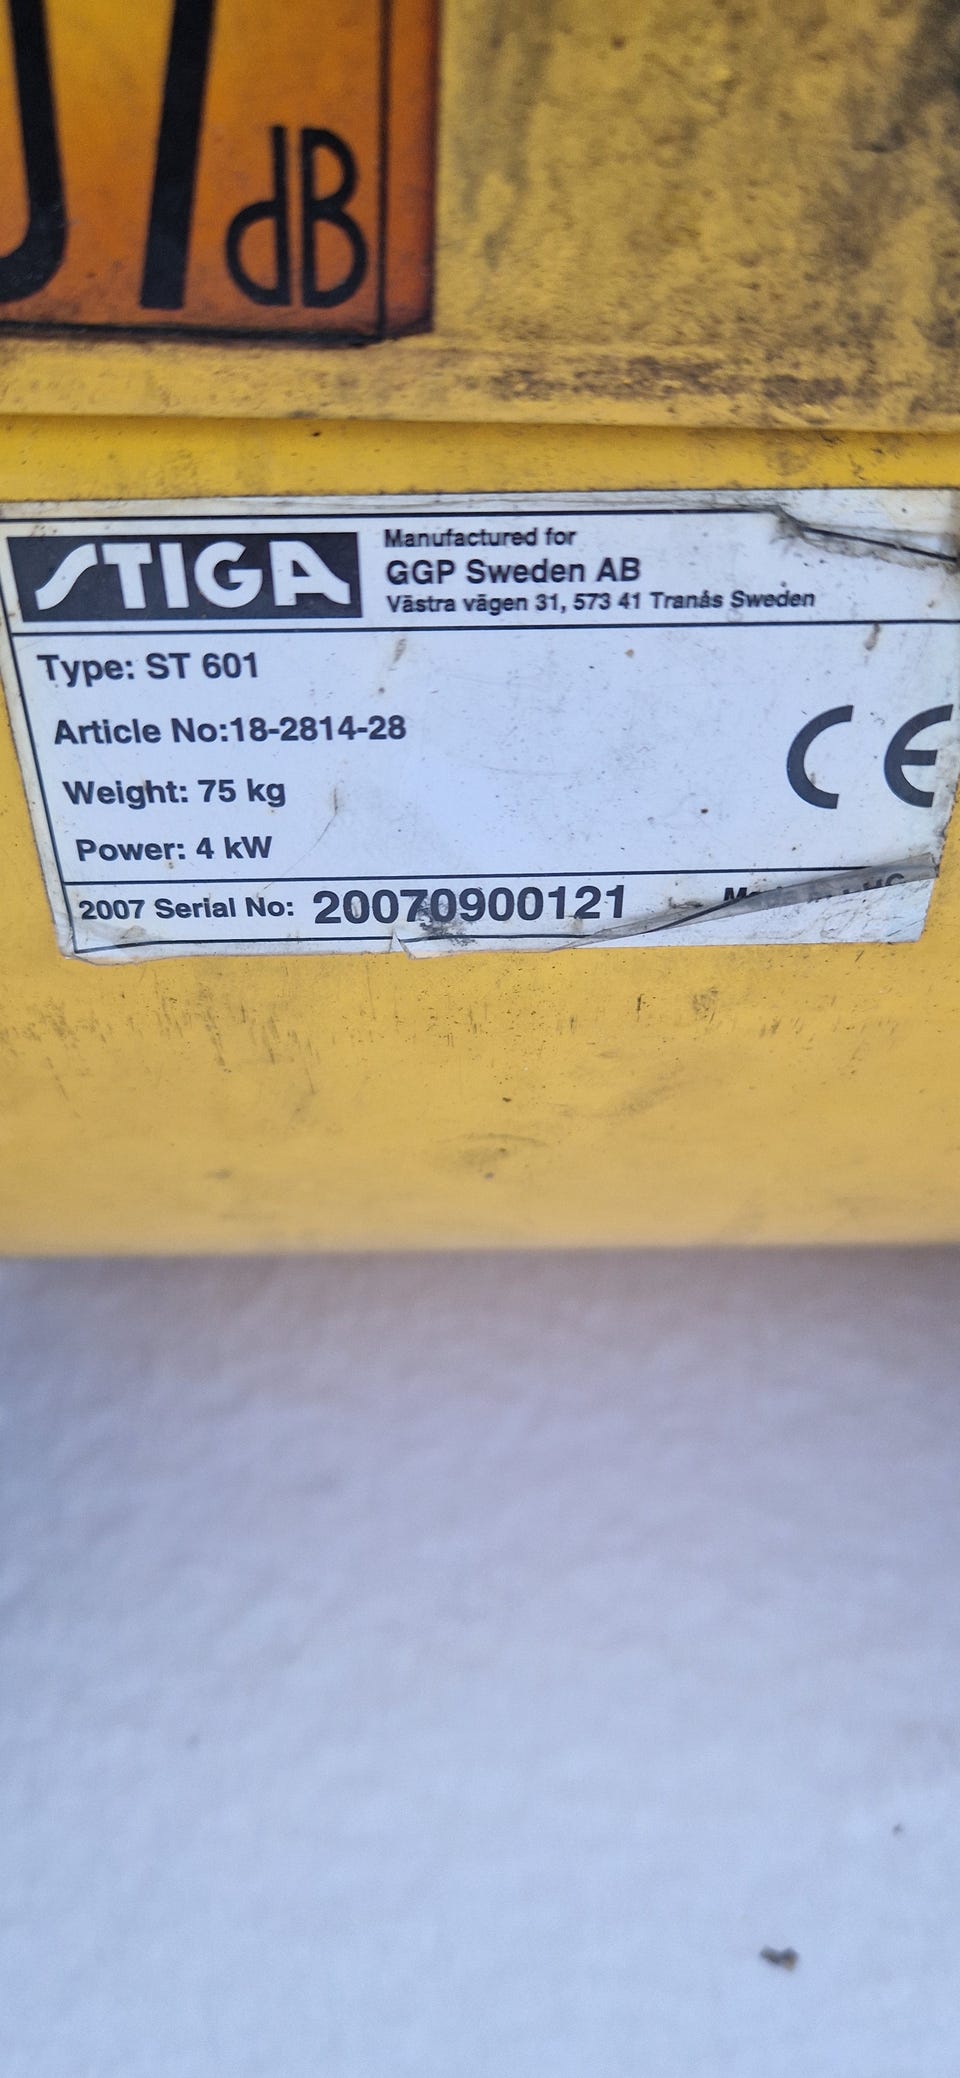 dB
STIGA
Manufactured for
GGP Sweden AB
Västra vägen 31, 573 41 Tranås Sweden
Type: ST 601
Article No:18-2814-28
Weight: 75 kg
Power: 4 kW
CE
2007 Serial No: 20070900121